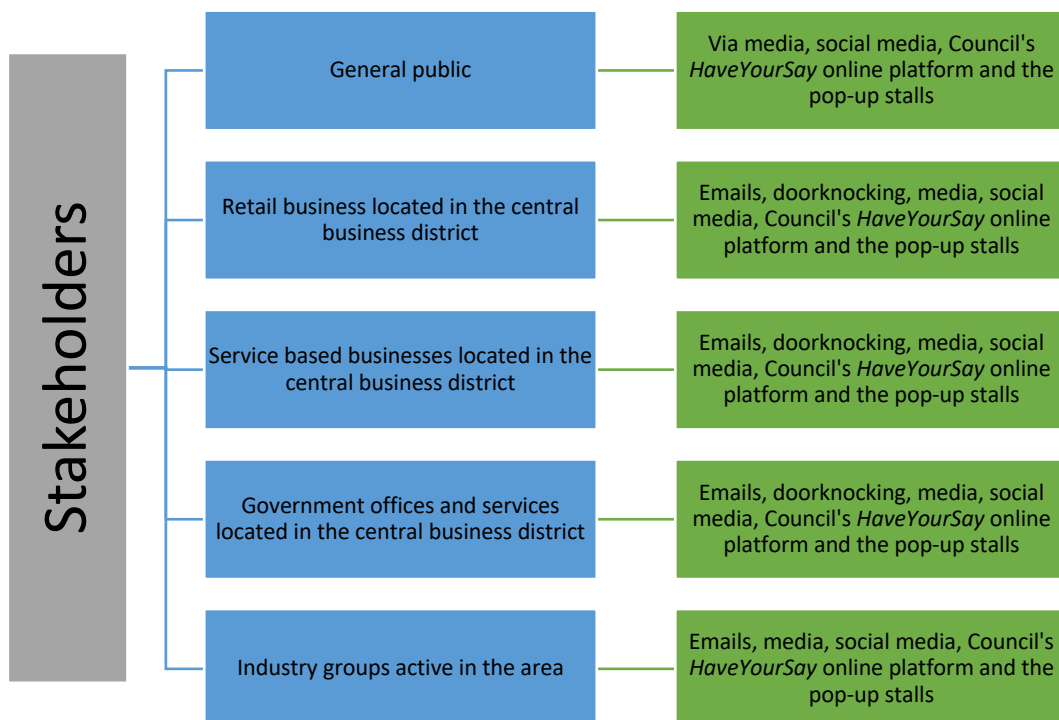 Stakeholders
General public
Via media, social media, Council's
HaveYourSay online platform and the
pop-up stalls
Retail business located in the central
business district
Emails, doorknocking, media, social
media, Council's HaveYourSay online
platform and the pop-up stalls
Service based businesses located in the
central business district
Emails, doorknocking, media, social
media, Council's HaveYourSay online
platform and the pop-up stalls
Government offices and services
located in the central business district
Emails, doorknocking, media, social
media, Council's HaveYourSay online
platform and the pop-up stalls
Industry groups active in the area
Emails, media, social media, Council's
HaveYourSay online platform and the
pop-up stalls